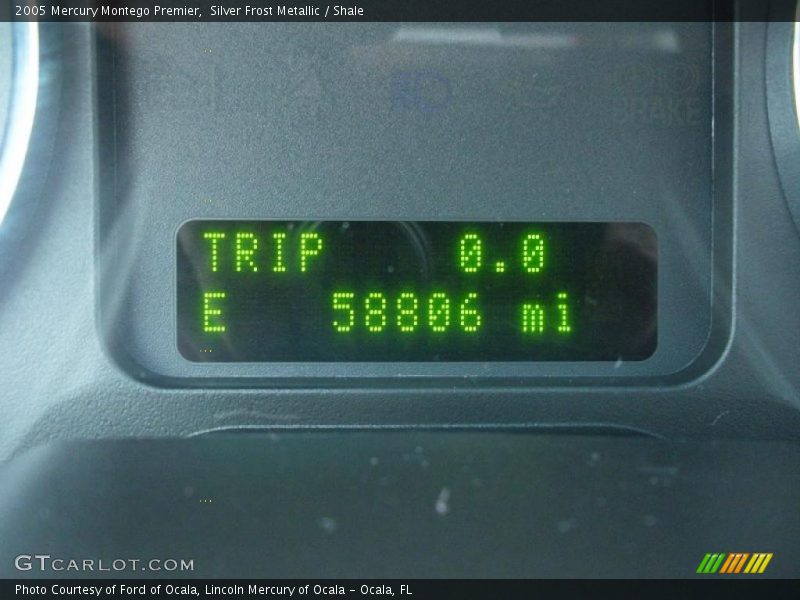 2005 Mercury Montego Premier,  Silver Frost Metallic / Shale
BRAKE
TRIP 0.0
E 58806 mi
GTCARLOT.COM
Photo Courtesy of Ford of Ocala, Lincoln Mercury of Ocala - Ocala, FL